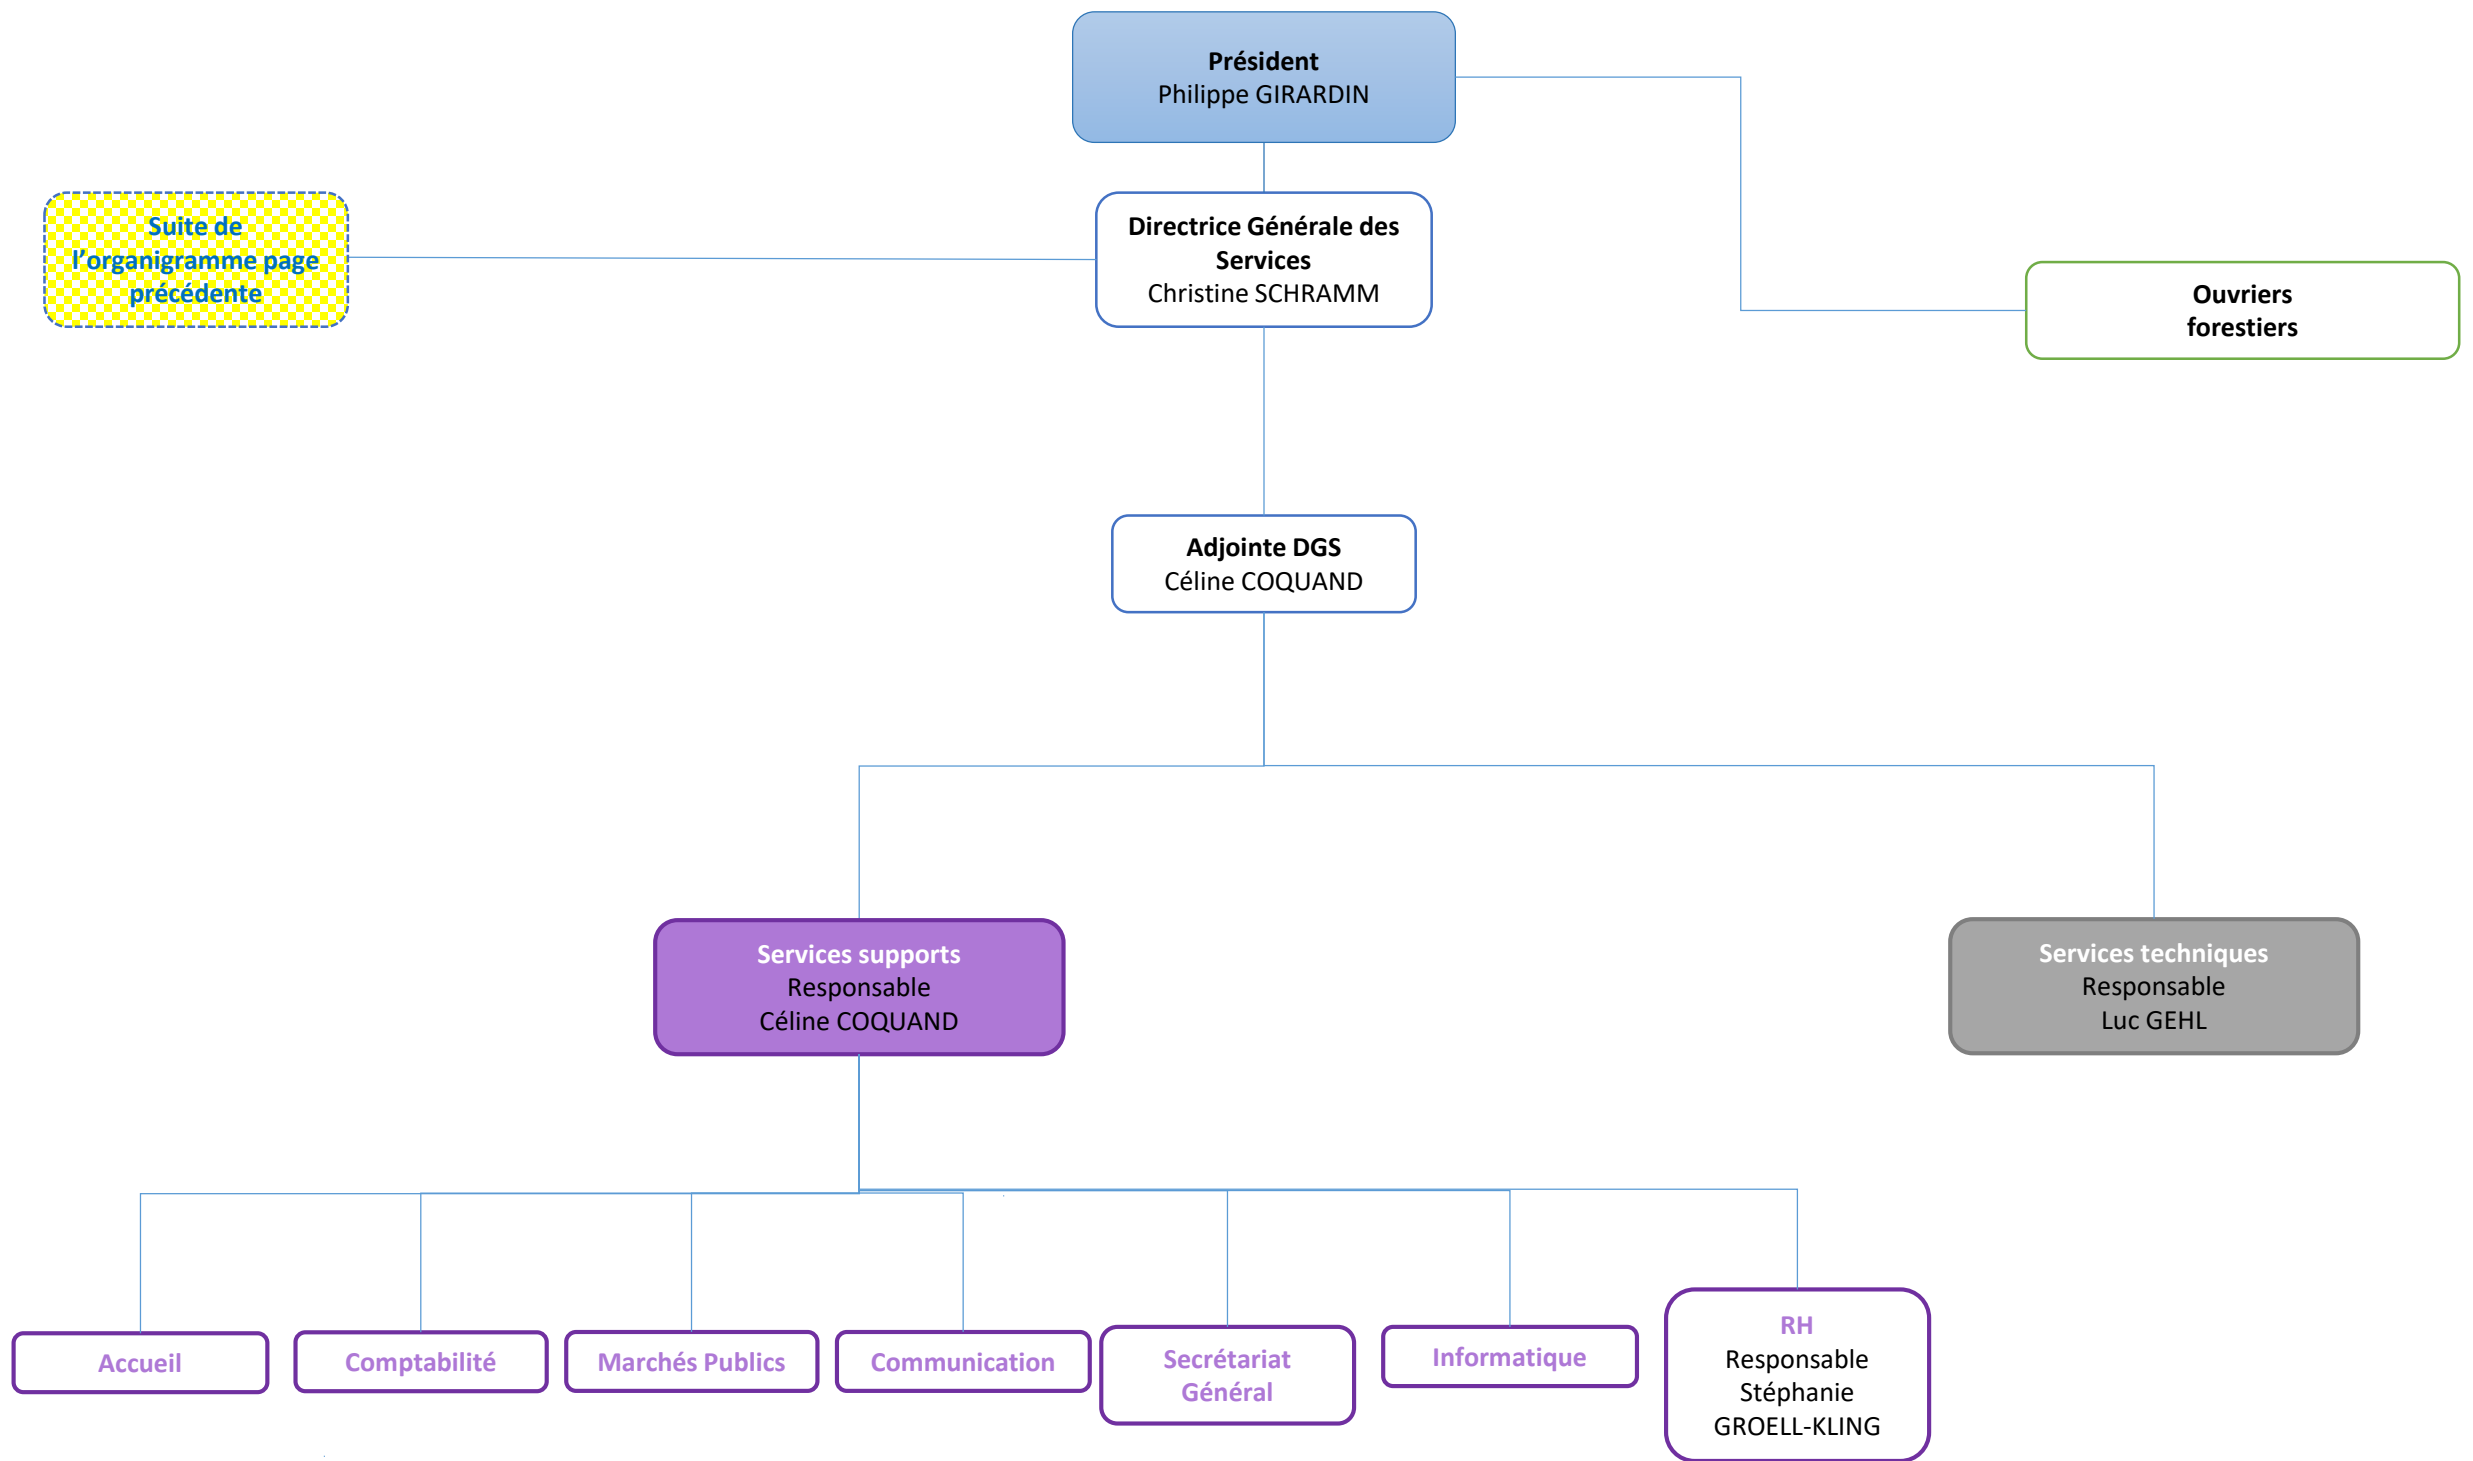 Président
Philippe GIRARDIN
Suite de
l’organigramme page
précédente
Directrice Générale des
Services
Christine SCHRAMM
Ouvriers
forestiers
Adjointe DGS
Céline COQUAND
Services supports
Responsable
Céline COQUAND
Services techniques
Responsable
Luc GEHL
Accueil
Comptabilité
Marchés Publics
Communication
Secrétariat
Général
Informatique
RH
Responsable
Stéphanie
GROELL-KLING